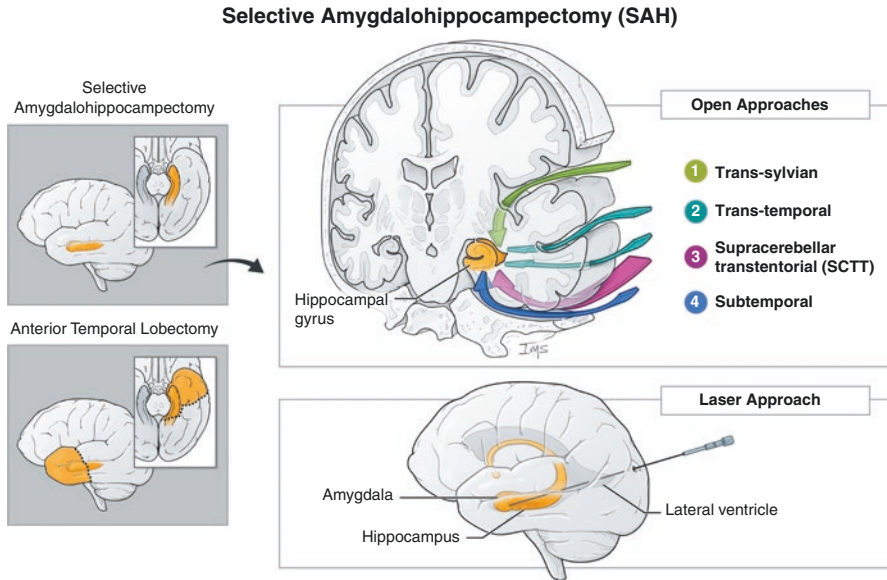 Selective Amygdalohippocampectomy (SAH)
Selective
Amygdalohippocampectomy
Anterior Temporal Lobectomy
Open Approaches
1 Trans-sylvian
2 Trans-temporal
3 Supracerebellar
transtentorial (SCTT)
4 Subtemporal
Hippocampal
gyrus
Ims
Laser Approach
Amygdala
Hippocampus
Lateral ventricle